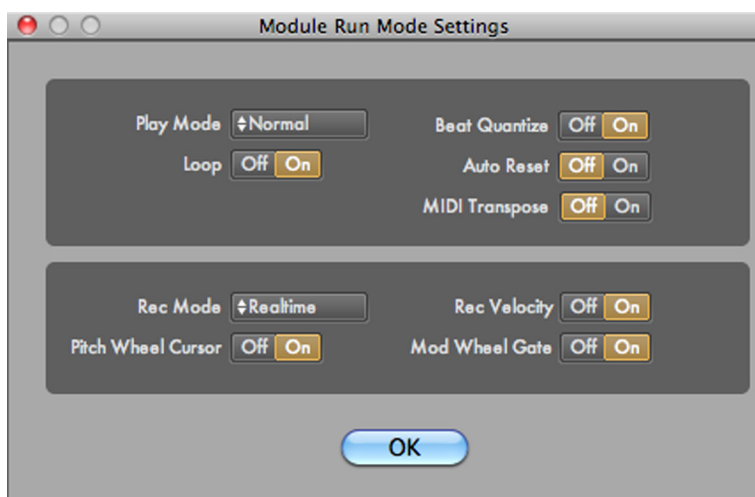 Module Run Mode Settings
Play Mode Normal
Beat Quantize Off On
Loop Off On
Auto Reset Off On
MIDI Transpose Off On
Rec Mode Realtime
Rec Velocity Off On
Pitch Wheel Cursor Off On
Mod Wheel Gate Off On
OK